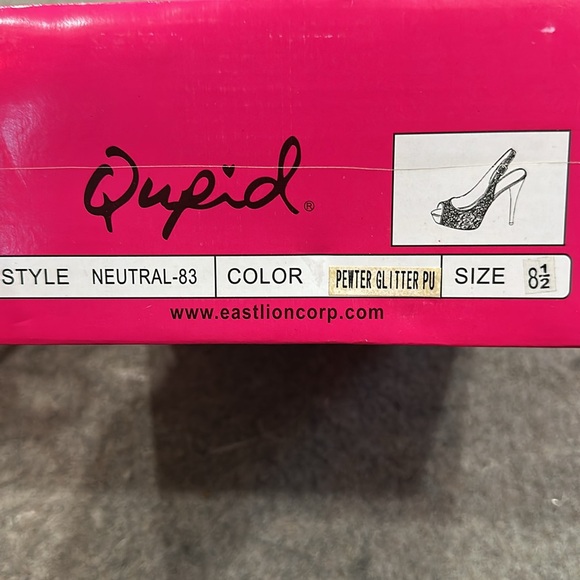 Qupid®
STYLE NEUTRAL-83 COLOR PEWTER GLITTER PU SIZE 8½
www.eastlioncorp.com